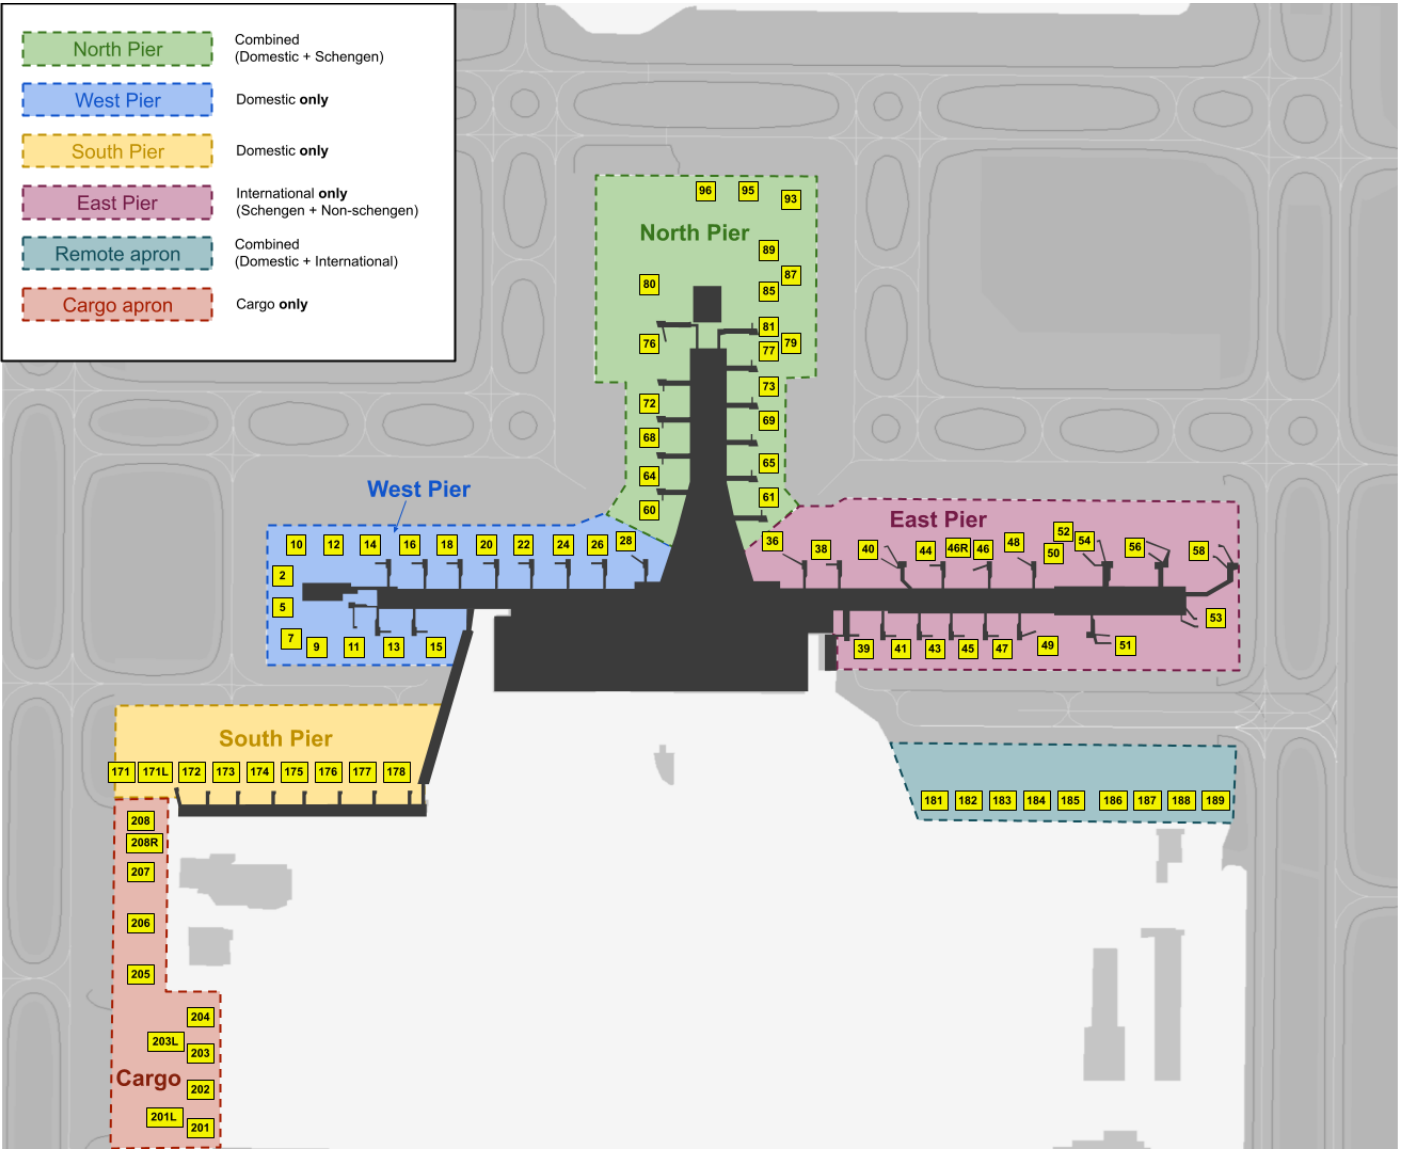 North Pier
Combined
(Domestic + Schengen)
West Pier
Domestic only
South Pier
Domestic only
East Pier
International only
(Schengen + Non-schengen)
Remote apron
Combined
(Domestic + International)
Cargo apron
Cargo only
96 95 93
North Pier
89
87
80
85
81
76 79
77
73
72
69
68
65
64
61
60
West Pier
10 12 14 16 18 20 22 24 26 28
2
5
7
9 11 13 15
East Pier
36 38 40 44 46R 46 48 50 52 54 56 58
53
39 41 43 45 47 49 51
South Pier
171 171L 172 173 174 175 176 177 178
181 182 183 184 185 186 187 188 189
208
208R
207
206
205
204
203L
203
Cargo
202
201L
201